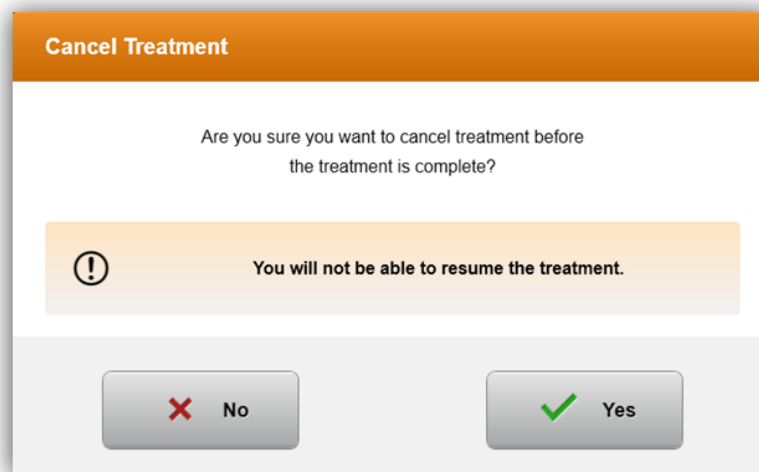 Cancel Treatment
Are you sure you want to cancel treatment before
the treatment is complete?
You will not be able to resume the treatment.
No
Yes